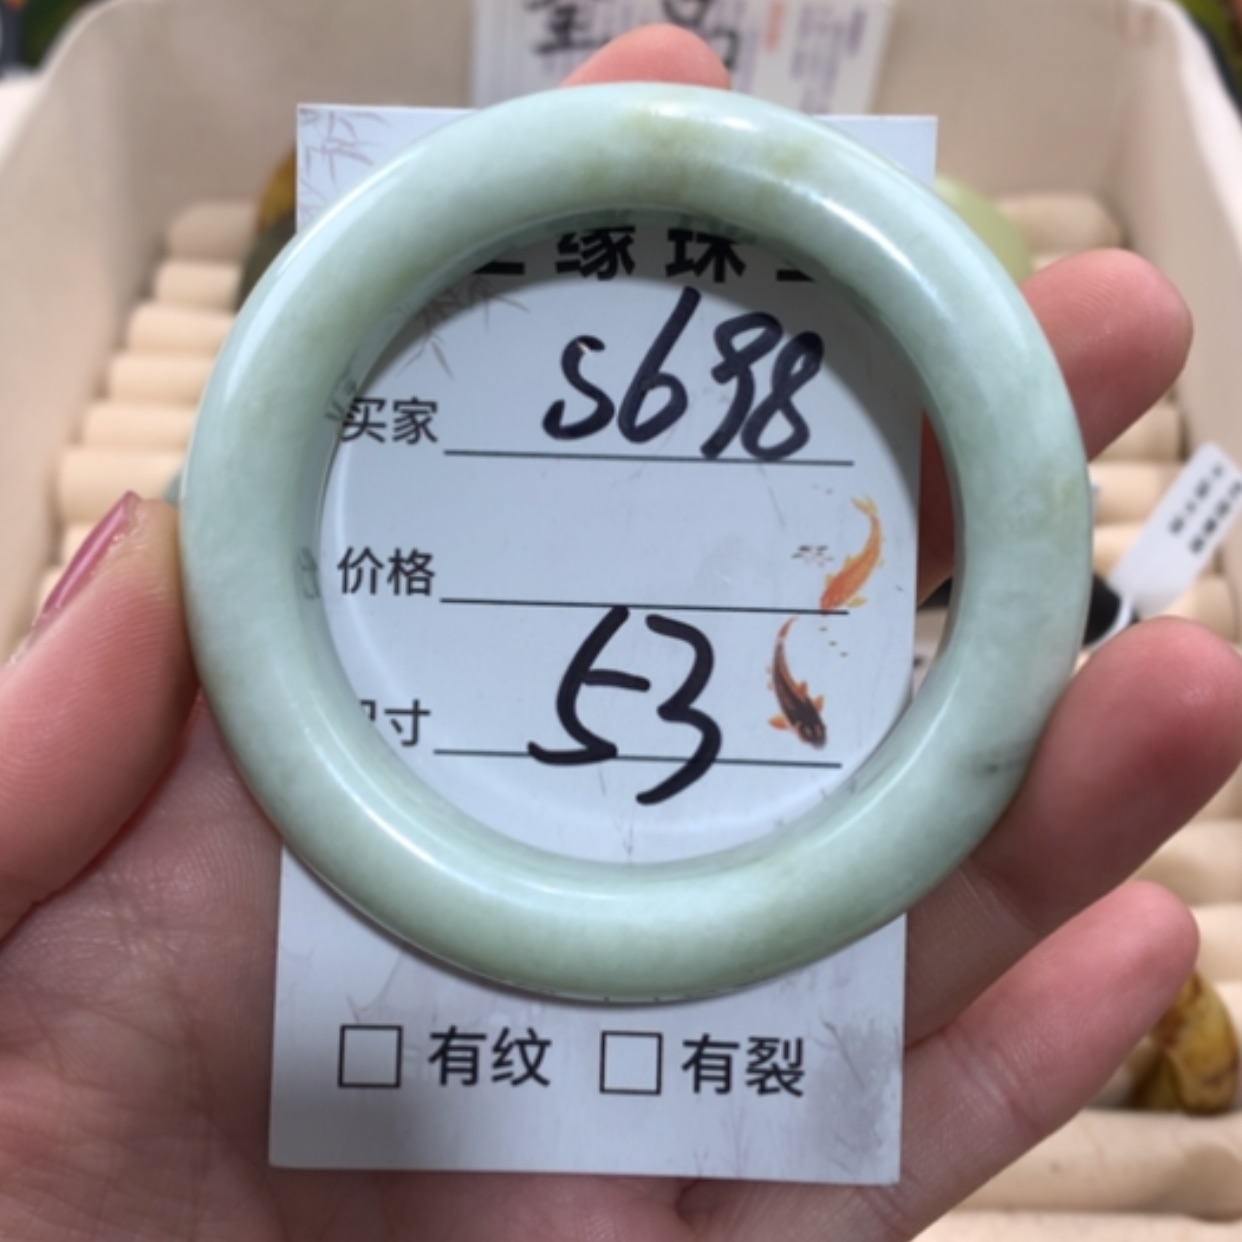 缘珠
买家 S698
价格
寸 53
有纹 有裂